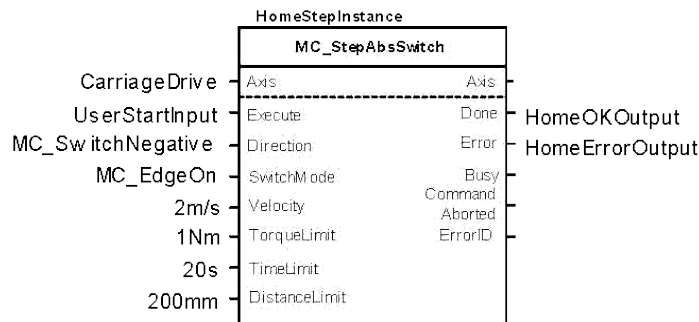 HomeStepInstance
MC_StepAbsSwitch
CarriageDrive Axis Axis
UserStartInput Execute Done HomeOKOutput
MC_SwitchNegative Direction Error HomeErrorOutput
MC_EdgeOn SwitchMode Busy
2m/s Velocity Command
Aborted
1Nm TorqueLimit ErrorID
20s TimeLimit
200mm DistanceLimit